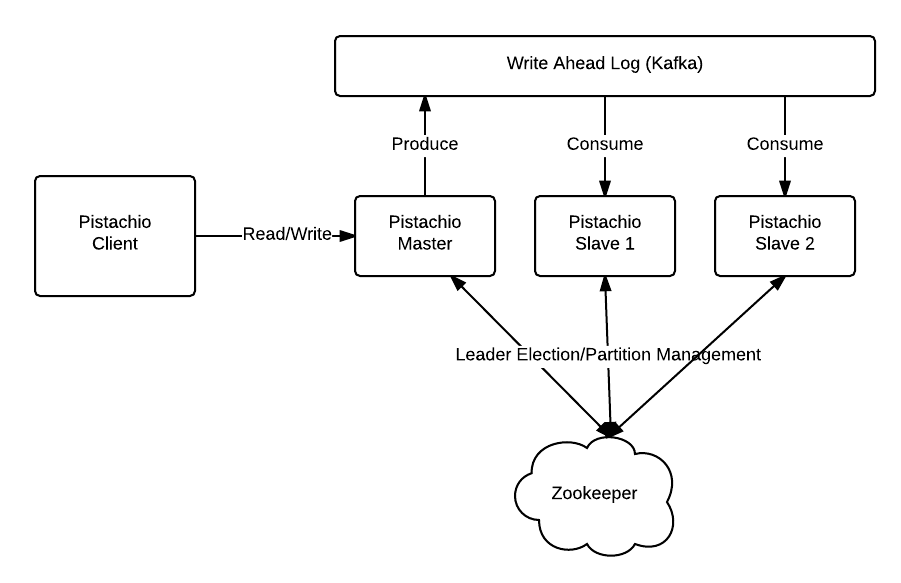 Write Ahead Log (Kafka)
Produce
Consume
Consume
Pistachio
Client
Read/Write
Pistachio
Master
Pistachio
Slave 1
Pistachio
Slave 2
Leader Election/Partition Management
Zookeeper